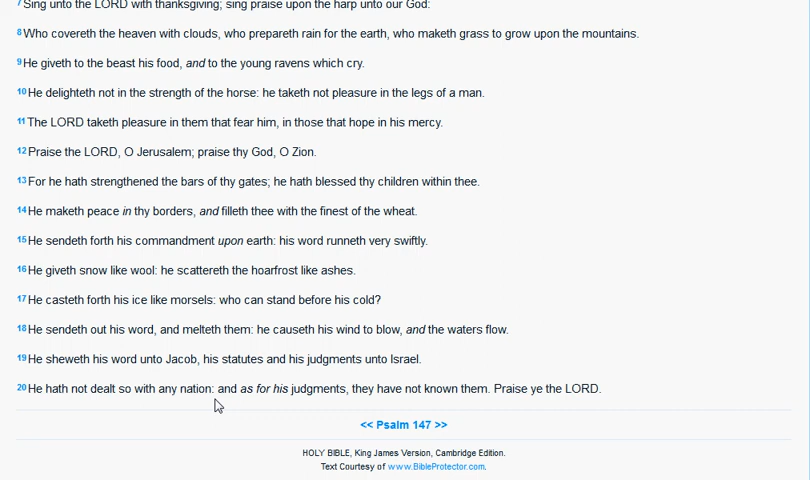 7 Sing unto the LORD with thanksgiving; sing praise upon the harp unto our God:
8 Who covereth the heaven with clouds, who prepareth rain for the earth, who maketh grass to grow upon the mountains.
9 He giveth to the beast his food, and to the young ravens which cry.
10 He delighteth not in the strength of the horse: he taketh not pleasure in the legs of a man.
11 The LORD taketh pleasure in them that fear him, in those that hope in his mercy.
12 Praise the LORD, O Jerusalem; praise thy God, O Zion.
13 For he hath strengthened the bars of thy gates; he hath blessed thy children within thee.
14 He maketh peace in thy borders, and filleth thee with the finest of the wheat.
15 He sendeth forth his commandment upon earth: his word runneth very swiftly.
16 He giveth snow like wool: he scattereth the hoarfrost like ashes.
17 He casteth forth his ice like morsels: who can stand before his cold?
18 He sendeth out his word, and melteth them: he causeth his wind to blow, and the waters flow.
19 He sheweth his word unto Jacob, his statutes and his judgments unto Israel.
20 He hath not dealt so with any nation: and as for his judgments, they have not known them. Praise ye the LORD.
<< Psalm 147 >>
HOLY BIBLE, King James Version, Cambridge Edition.
Text Courtesy of www.BibleProtector.com.